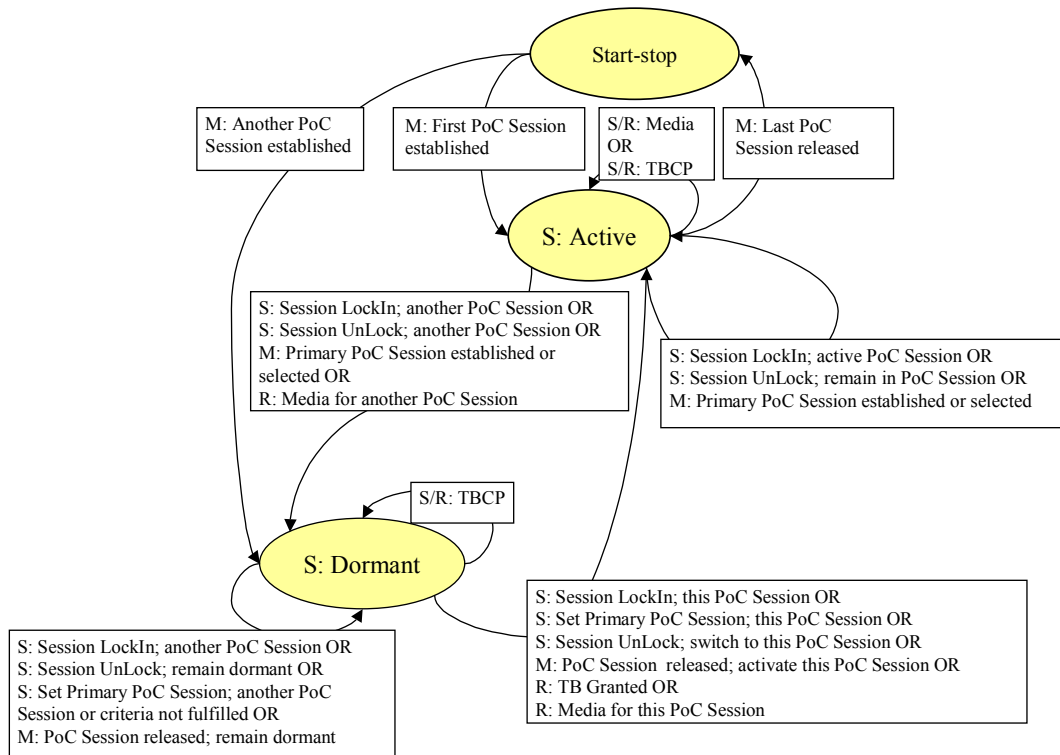 Start-stop
M: Another PoC
Session established
M: First PoC Session
established
S/R: Media
OR
S/R: TBCP
M: Last PoC
Session released
S: Active
S: Session LockIn; another PoC Session OR
S: Session UnLock; another PoC Session OR
M: Primary PoC Session established or
selected OR
R: Media for another PoC Session
S: Session LockIn; active PoC Session OR
S: Session UnLock; remain in PoC Session OR
M: Primary PoC Session established or selected
S/R: TBCP
S: Dormant
S: Session LockIn; this PoC Session OR
S: Set Primary PoC Session; this PoC Session OR
S: Session UnLock; switch to this PoC Session OR
M: PoC Session released; activate this PoC Session OR
R: TB Granted OR
R: Media for this PoC Session
S: Session LockIn; another PoC Session OR
S: Session UnLock; remain dormant OR
S: Set Primary PoC Session; another PoC
Session or criteria not fulfilled OR
M: PoC Session released; remain dormant